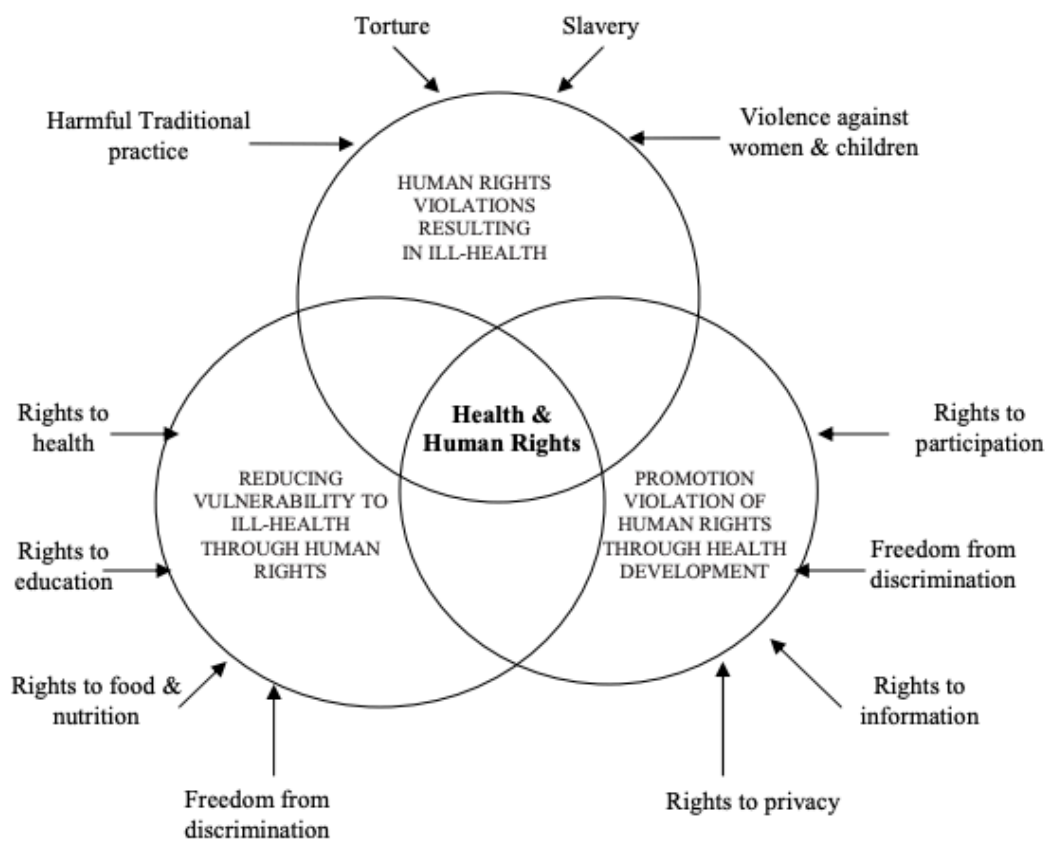 Torture
Slavery
Harmful Traditional
practice
Violence against
women & children
HUMAN RIGHTS
VIOLATIONS
RESULTING
IN ILL-HEALTH
Health &
Human Rights
Rights to
health
Rights to
participation
REDUCING
VULNERABILITY TO
ILL-HEALTH
THROUGH HUMAN
RIGHTS
PROMOTION
VIOLATION OF
HUMAN RIGHTS
THROUGH HEALTH
DEVELOPMENT
Rights to
education
Freedom from
discrimination
Rights to food &
nutrition
Rights to
information
Freedom from
discrimination
Rights to privacy